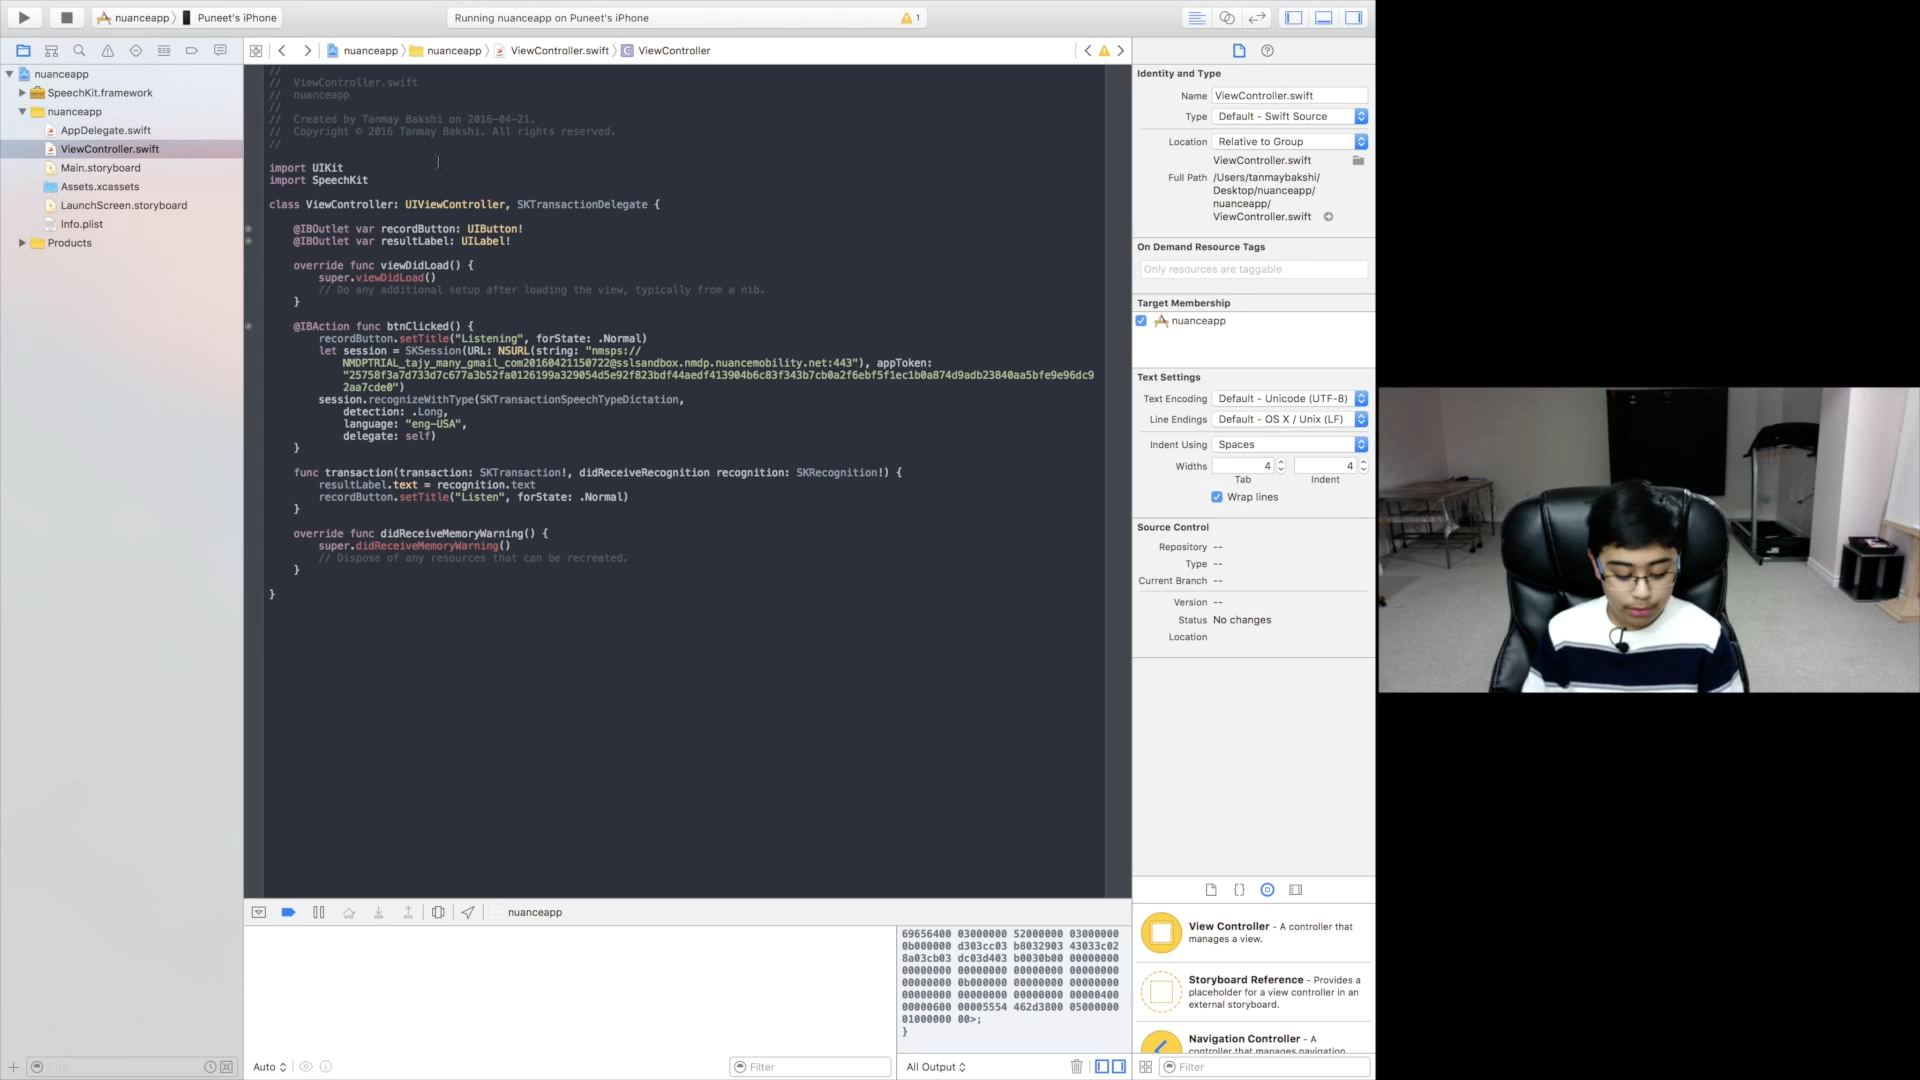 nuanceapp
Puneet's iPhone
Running nuanceapp on Puneet's iPhone
1
nuanceapp
nuanceapp
ViewController.swift
ViewController
nuanceapp
SpeechKit.framework
nuanceapp
AppDelegate.swift
ViewController.swift
Main.storyboard
Assets.xcassets
LaunchScreen.storyboard
Info.plist
Products
//
//  ViewController.swift
//  nuanceapp
//
//  Created by Tanmay Bakshi on 2016-04-21.
//  Copyright © 2016 Tanmay Bakshi. All rights reserved.
//
import UIKit
import SpeechKit
class ViewController: UIViewController, SKTransactionDelegate {
@IBOutlet var recordButton: UIButton!
@IBOutlet var resultLabel: UILabel!
override func viewDidLoad() {
super.viewDidLoad()
// Do any additional setup after loading the view, typically from a nib.
}
@IBAction func btnClicked() {
recordButton.setTitle("Listening", forState: .Normal)
let session = SKSession(URL: NSURL(string: "nmsps://
NMDPTRIAL_tajy_many_gmail_com20160421150722@sslsandbox.nmdp.nuancemobility.net:443"), appToken:
"25758f3a7d733d7c677a3b52fa0126199a329054d5e92f823bdf44aedf413904b6c83f343b7cb0a2f6ebf5f1ec1b0a874d9adb23840aa5bfe9e96dc9
2aa7cde0")
session.recognizeWithType(SKTransactionSpeechTypeDictation,
detection: .Long,
language: "eng-USA",
delegate: self)
}
func transaction(transaction: SKTransaction!, didReceiveRecognition recognition: SKRecognition!) {
resultLabel.text = recognition.text
recordButton.setTitle("Listen", forState: .Normal)
}
override func didReceiveMemoryWarning() {
super.didReceiveMemoryWarning()
// Dispose of any resources that can be recreated.
}
}
nuanceapp
69656400 03000000 52000000 03000000
0b000000 d303cc03 b8032903 43033c02
8a03cb03 dc03d403 b0030b00 00000000
00000000 00000000 00000000 00000000
00000000 0b000000 00000000 00000000
00000000 00000000 00000000 00000400
00000600 00005554 462d3800 05000000
01000000 00>;
}
Filter
Auto
Filter
All Output
Identity and Type
Name ViewController.swift
Type Default - Swift Source
Location Relative to Group
ViewController.swift
Full Path /Users/tanmaybakshi/
Desktop/nuanceapp/
nuanceapp/
ViewController.swift
On Demand Resource Tags
Only resources are taggable
Target Membership
nuanceapp
Text Settings
Text Encoding Default - Unicode (UTF-8)
Line Endings Default - OS X / Unix (LF)
Indent Using Spaces
Widths 4 4
Tab Indent
Wrap lines
Source Control
Repository --
Type --
Current Branch --
Version --
Status No changes
Location
{}
View Controller - A controller that
manages a view.
Storyboard Reference - Provides a
placeholder for a view controller in an
external storyboard.
Navigation Controller - A
controller that manages navigation
Filter